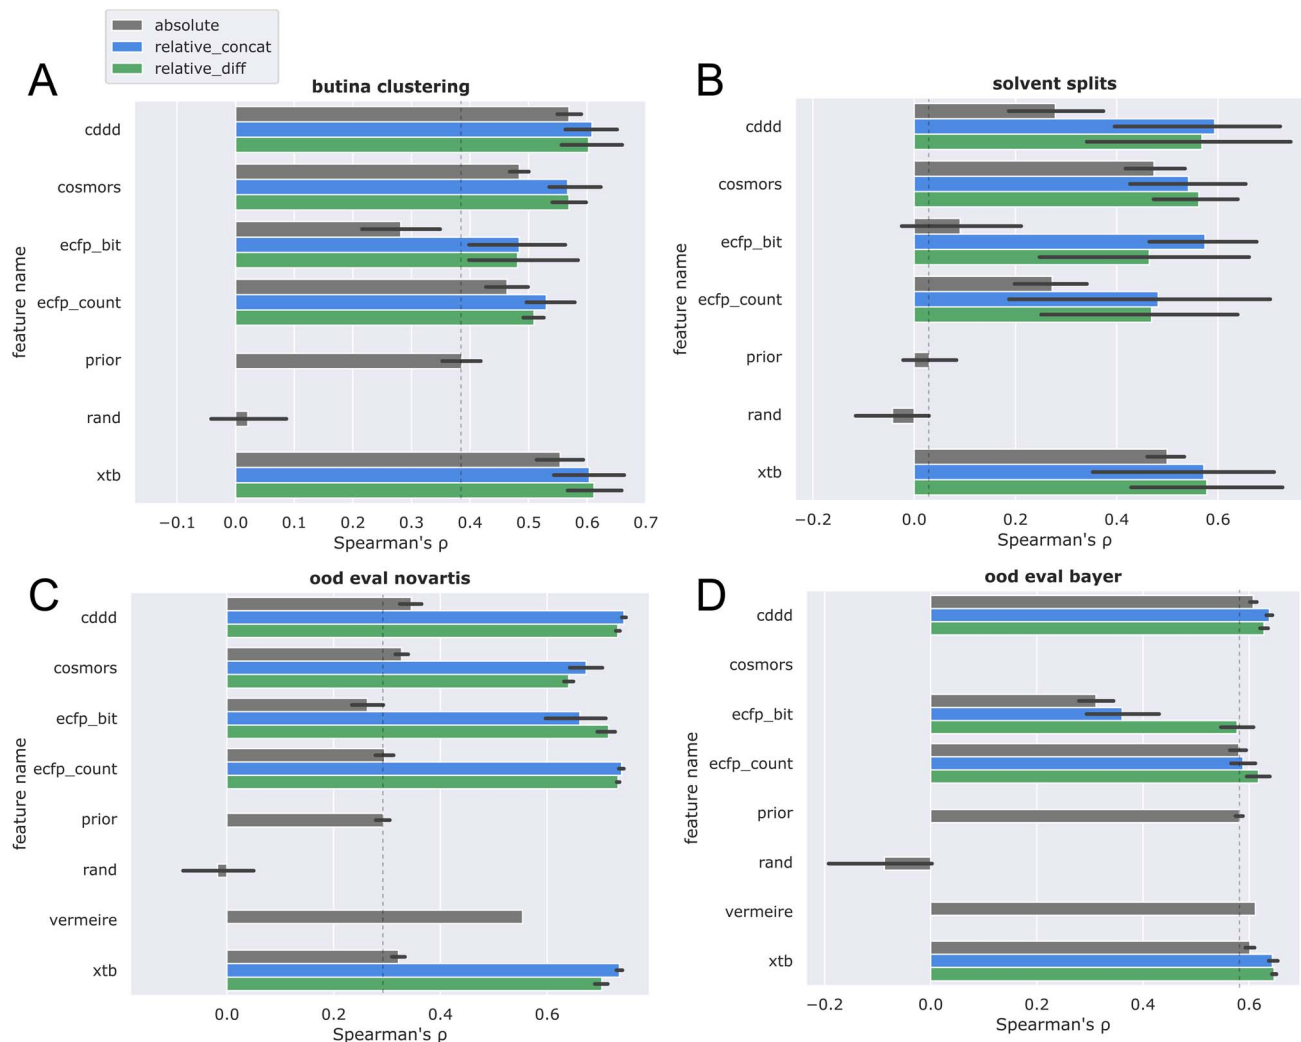 absolute
relative_concat
relative_diff
A
butina clustering
feature name
cddd
cosmors
ecfp_bit
ecfp_count
prior
rand
xtb
−0.1 0.0 0.1 0.2 0.3 0.4 0.5 0.6 0.7
Spearman's ρ
B
solvent splits
feature name
cddd
cosmors
ecfp_bit
ecfp_count
prior
rand
xtb
−0.2 0.0 0.2 0.4 0.6
Spearman's ρ
C
ood eval novartis
feature name
cddd
cosmors
ecfp_bit
ecfp_count
prior
rand
vermeire
xtb
0.0 0.2 0.4 0.6
Spearman's ρ
D
ood eval bayer
feature name
cddd
cosmors
ecfp_bit
ecfp_count
prior
rand
vermeire
xtb
−0.2 0.0 0.2 0.4 0.6
Spearman's ρ